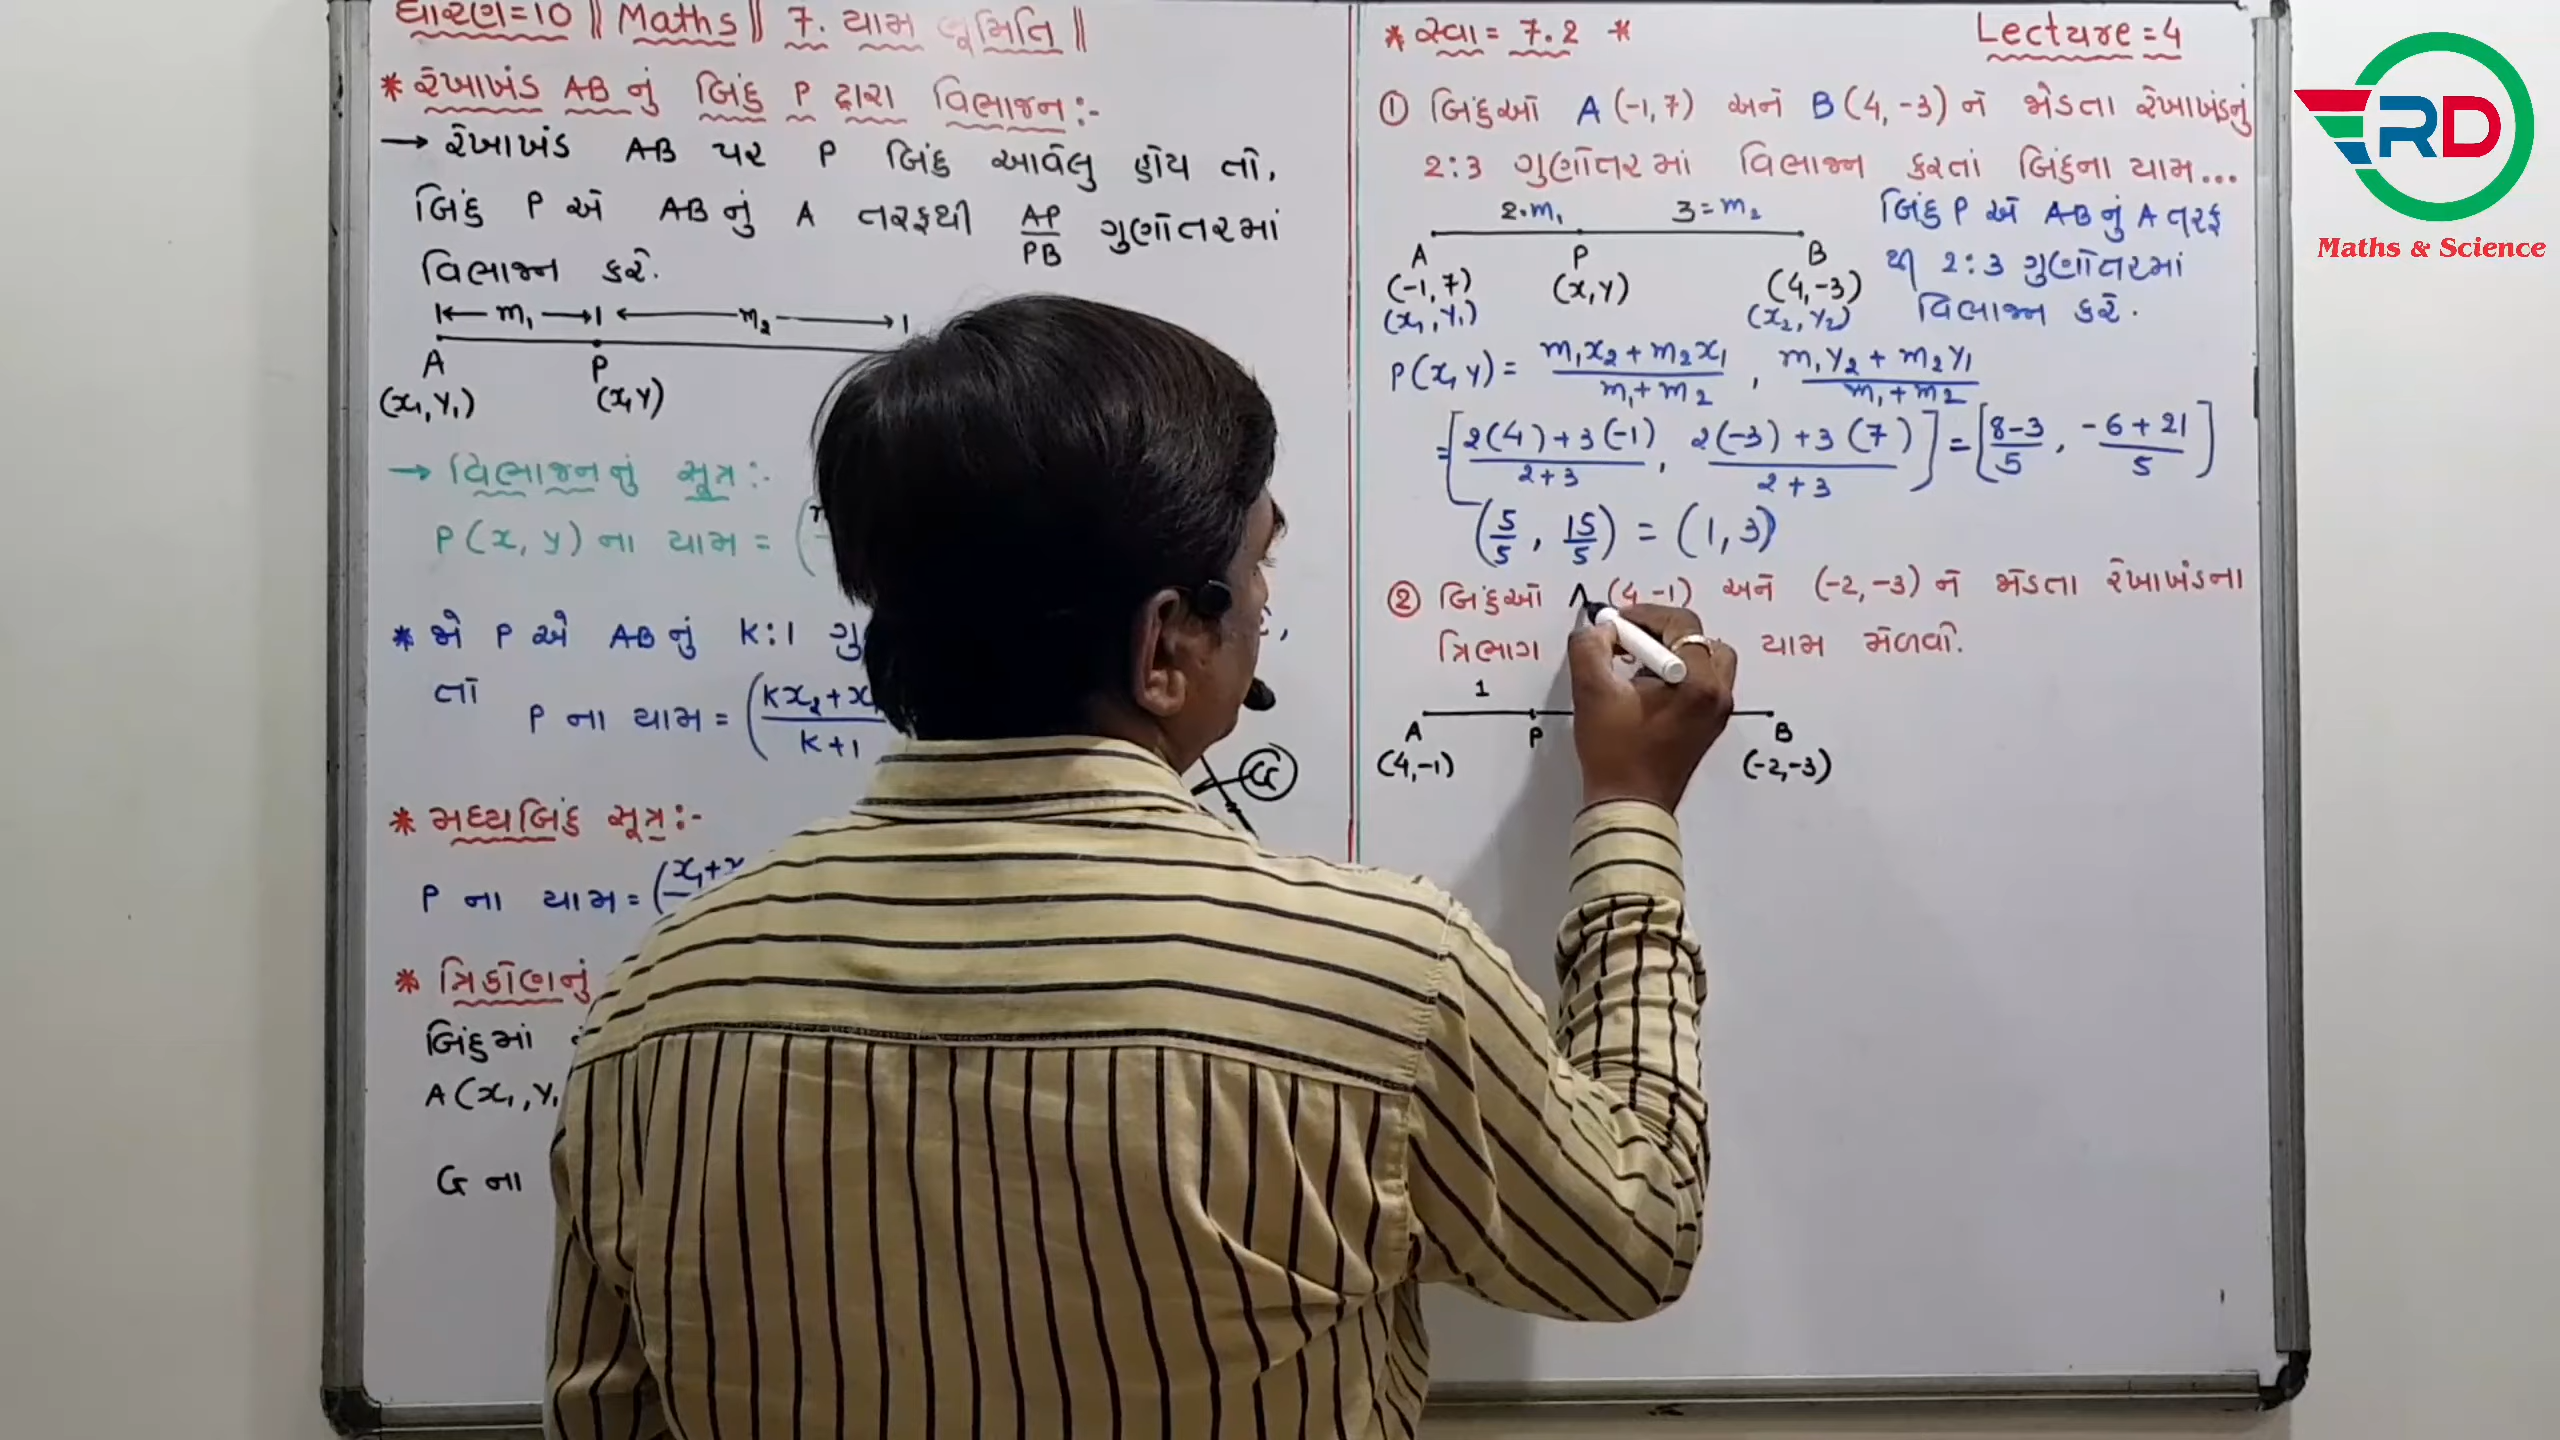 ધોરણ=10 || Maths || 7. યામ ભૂમિતિ ||
* રેખાખંડ AB નું બિંદુ P દ્વારા વિભાજન:-
→ રેખાખંડ AB પર P બિંદુ આવેલુ હોય તો,
બિંદુ P એ AB નું A તરફથી AP/PB ગુણોતરમાં
વિભાજન કરે.
m₁ m₂
A P
(x₁,y₁) (x,y)
→ વિભાજનનું સૂત્ર:-
P(x, y) ના યામ = (
* જો P એ AB નું K:1
તો P ના યામ = (Kx₂+x₁/K+1
* મધ્યબિંદુ સૂત્ર:-
P ના યામ = (x₁+
* ત્રિકોણનું
બિંદુમાં
A(x₁,y₁
G ના
G
* સ્વા = 7.2 *
Lecture = 4
① બિંદુઓ A(-1,7) અને B(4,-3) ને જોડતા રેખાખંડનું
2:3 ગુણોતરમાં વિભાજન કરતાં બિંદુના યામ...
2=m₁ 3=m₂
A P B
(-1,7) (x,y) (4,-3)
(x₁,y₁) (x₂,y₂)
બિંદુ P એ AB નું A તરફ
થી 2:3 ગુણોતરમાં
વિભાજન કરે.
P(x,y) = m₁x₂+m₂x₁/m₁+m₂ , m₁y₂+m₂y₁/m₁+m₂
=[2(4)+3(-1)/2+3 , 2(-3)+3(7)/2+3] = [8-3/5 , -6+21/5]
(5/5 , 15/5) = (1,3)
② બિંદુઓ A(4,-1) અને (-2,-3) ને જોડતા રેખાખંડના
ત્રિભાગ યામ મેળવો.
1
A P B
(4,-1) (-2,-3)
RD
Maths & Science